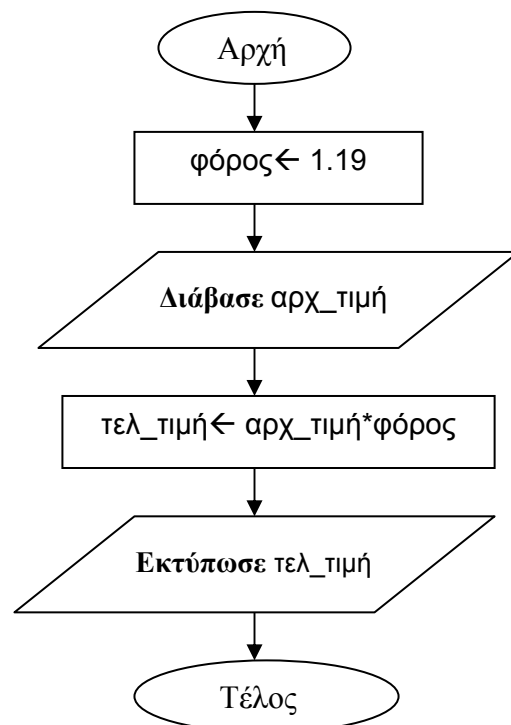 Αρχή
φόρος← 1.19
Διάβασε αρχ_τιμή
τελ_τιμή← αρχ_τιμή*φόρος
Εκτύπωσε τελ_τιμή
Τέλος